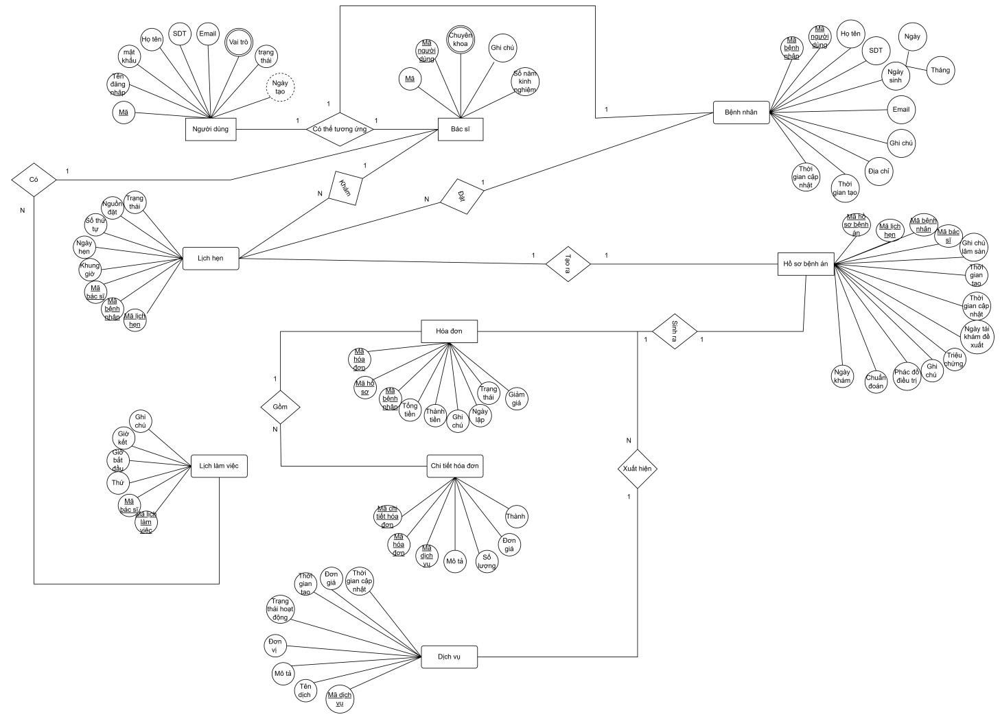 Họ tên
SDT
Email
Vai trò
mật
khẩu
trạng
thái
Tên
đăng
nhập
Ngày
tạo
Mã
Người dùng
1
1
1
Có thể tương ứng
Mã
người
dùng
Chuyên
khoa
Ghi chú
Mã
Số năm
kinh
nghiệm
Bác sĩ
1
Mã
bệnh
nhân
Mã
người
dùng
Họ tên
SDT
Ngày
Tháng
Ngày
sinh
Email
Ghi chú
Địa chỉ
Thời
gian tạo
Thời
gian cập
nhật
Bệnh nhân
Có
1
N
Khám
1
N
Đặt
1
N
Trạng
thái
Nguồn
đặt
Số thứ
tự
Ngày
hẹn
Khung
giờ
Mã
bác sĩ
Mã
bệnh
nhân
Mã lịch
hẹn
Lịch hẹn
1
Tạo ra
1
Mã hồ
sơ bệnh
án
Mã lịch
hẹn
Mã bệnh
nhân
Mã bác
sĩ
Ghi chú
lâm sàn
Thời
gian
tạo
Thời
gian cập
nhật
Ngày tái
khám đề
xuất
Triệu
chứng
Ghi
chú
Phác đồ
điều trị
Chuẩn
đoán
Ngày
khám
Hồ sơ bệnh án
Hóa đơn
1
Sinh ra
1
Mã
hóa
đơn
Mã hồ
sơ
Mã
bệnh
nhân
Tổng
tiền
Thành
tiền
Ghi
chú
Ngày
lập
Trạng
thái
Giảm
giá
1
Gồm
N
Ghi
chú
Giờ
kết
Giờ
bắt
đầu
Thứ
Mã
bác sĩ
Mã lịch
làm
việc
Lịch làm việc
Chi tiết hóa đơn
N
Xuất hiện
1
Mã chi
tiết hóa
đơn
Mã
hóa
đơn
Mã
dịch
vụ
Mô tả
Số
lượng
Đơn
giá
Thành
Thời
gian
tạo
Đơn
giá
Thời
gian cập
nhật
Trạng
thái hoạt
động
Đơn
vị
Mô tả
Tên
dịch
Mã dịch
vụ
Dịch vụ